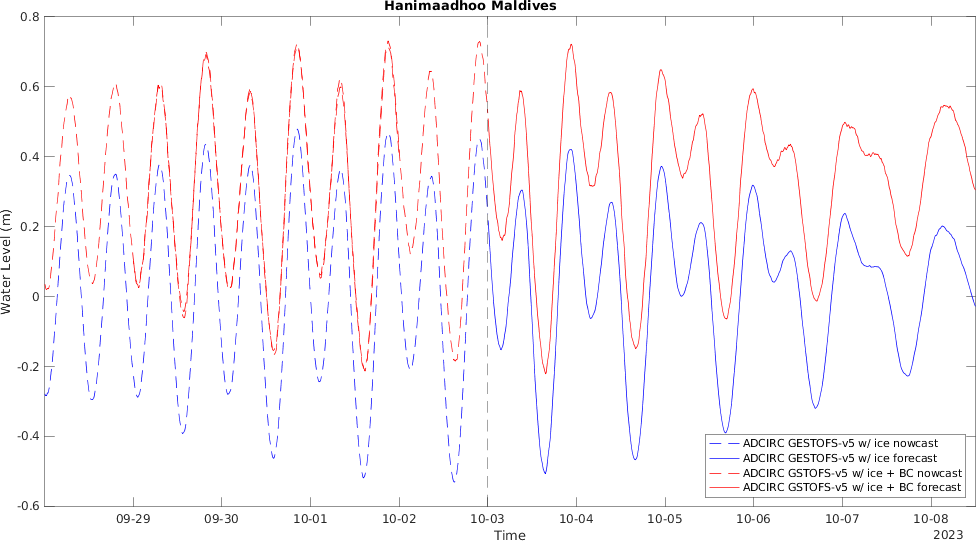 Hanimaadhoo Maldives
0.8
0.6
0.4
0.2
0
-0.2
-0.4
-0.6
Water Level (m)
09-29 09-30 10-01 10-02 10-03 10-04 10-05 10-06 10-07 10-08
Time
2023
ADCIRC GESTOFS-v5 w/ ice nowcast
ADCIRC GESTOFS-v5 w/ ice forecast
ADCIRC GSTOFS-v5 w/ ice + BC nowcast
ADCIRC GSTOFS-v5 w/ ice + BC forecast